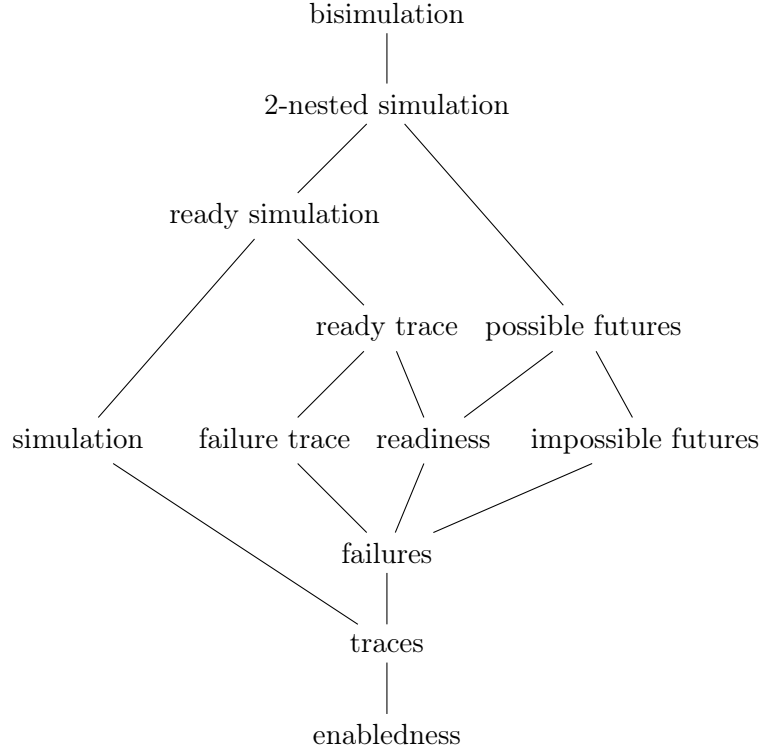 bisimulation
2-nested simulation
ready simulation
ready trace possible futures
simulation failure trace readiness impossible futures
failures
traces
enabledness